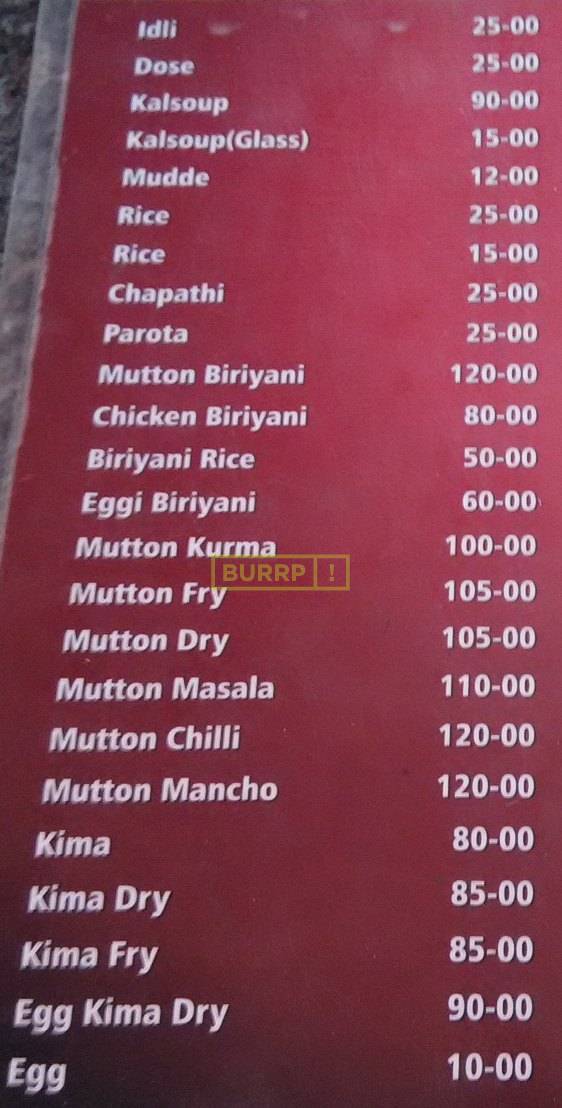 Idli 25-00
Dose 25-00
Kalsoup 90-00
Kalsoup(Glass) 15-00
Mudde 12-00
Rice 25-00
Rice 15-00
Chapathi 25-00
Parota 25-00
Mutton Biriyani 120-00
Chicken Biriyani 80-00
Biriyani Rice 50-00
Eggi Biriyani 60-00
Mutton Kurma 100-00
BURRP !
Mutton Fry 105-00
Mutton Dry 105-00
Mutton Masala 110-00
Mutton Chilli 120-00
Mutton Mancho 120-00
Kima 80-00
Kima Dry 85-00
Kima Fry 85-00
Egg Kima Dry 90-00
Egg 10-00